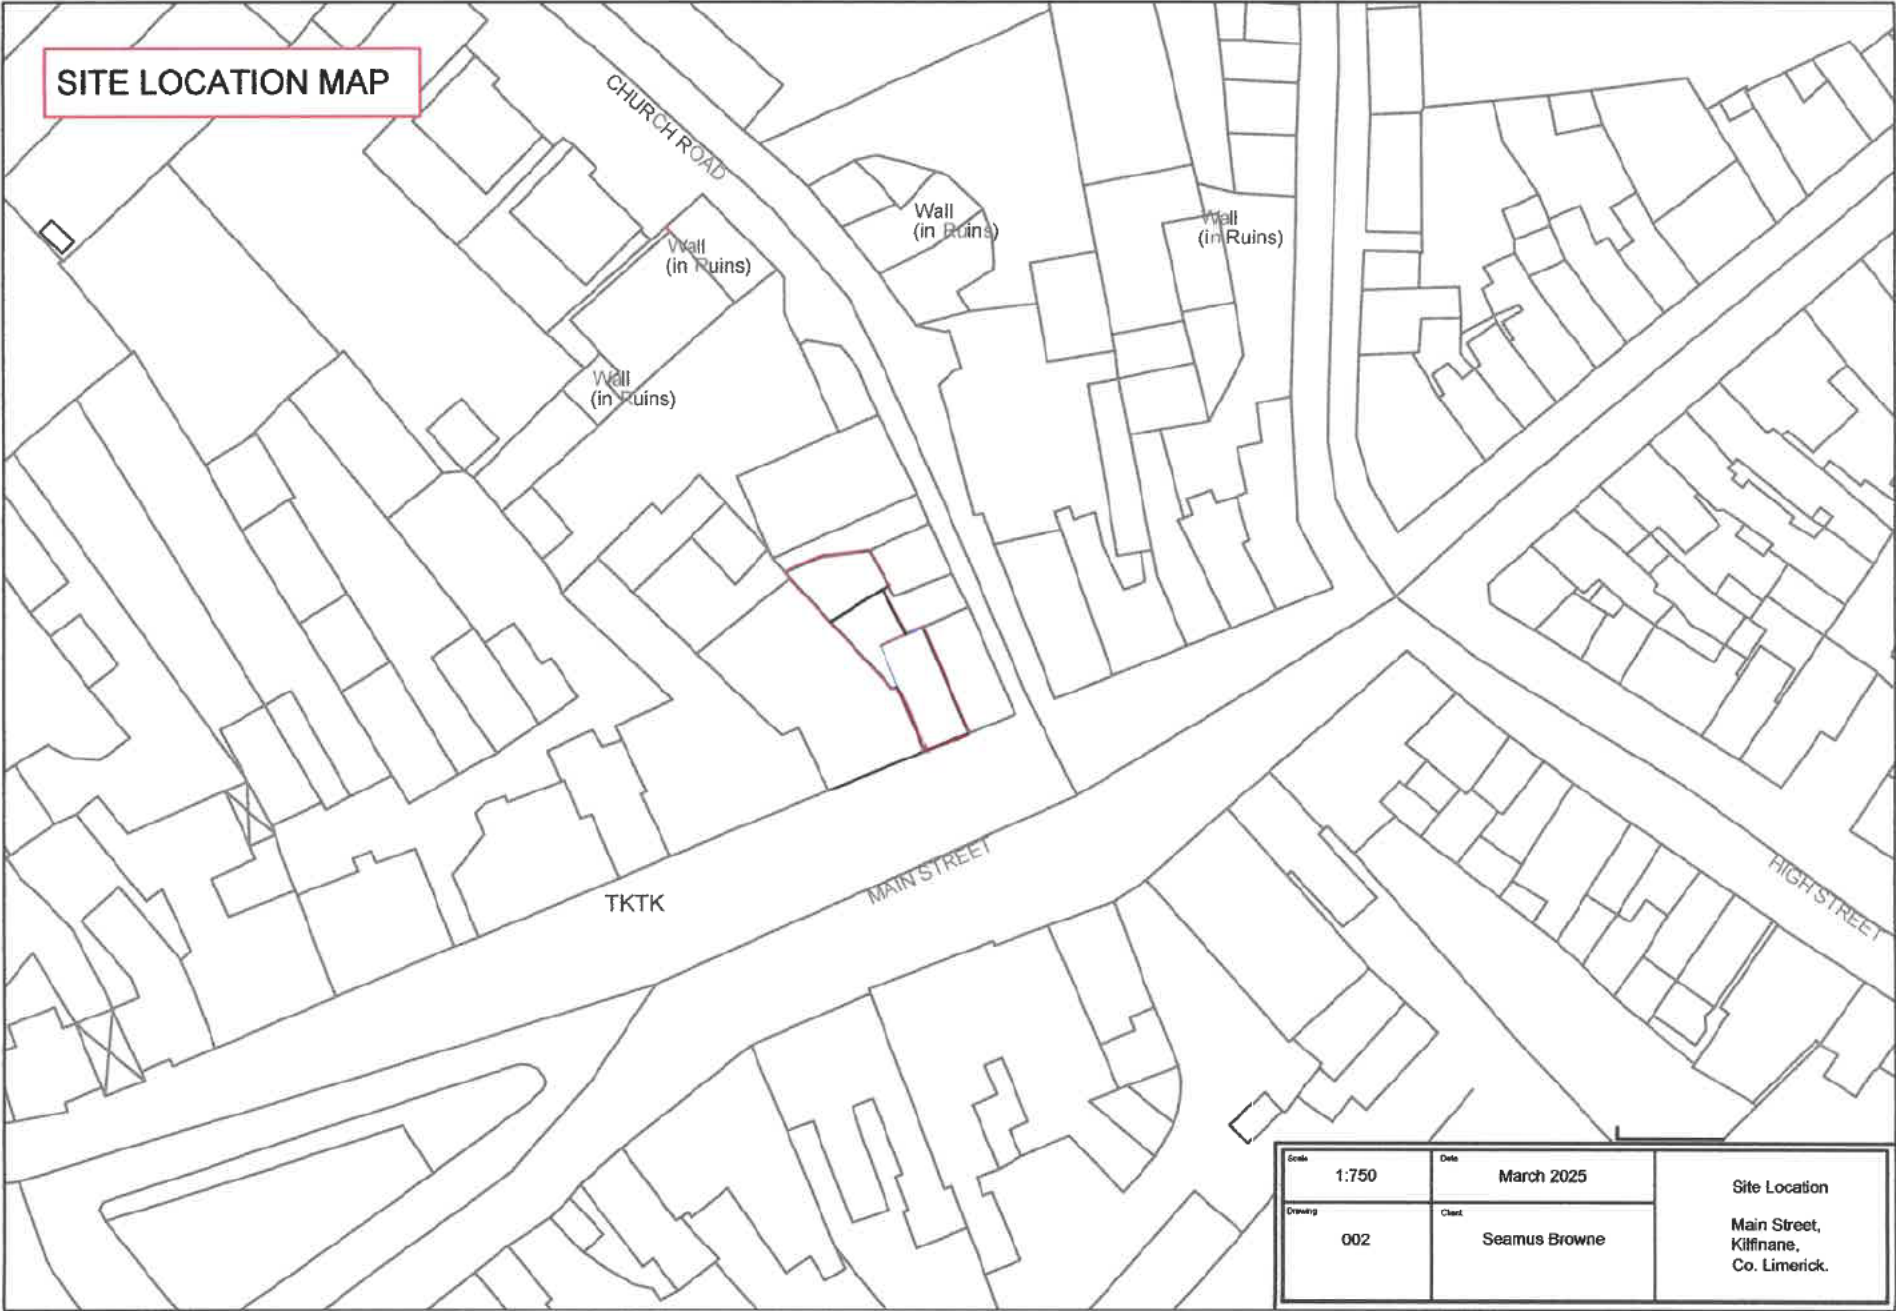 SITE LOCATION MAP
CHURCH ROAD
Wall
(in Ruins)
Wall
(in Ruins)
Wall
(in Ruins)
Wall
(in Ruins)
TKTK
MAIN STREET
HIGH STREET
Scale
1:750
Date
March 2025
Drawing
002
Client
Seamus Browne
Site Location
Main Street,
Kilfinane,
Co. Limerick.